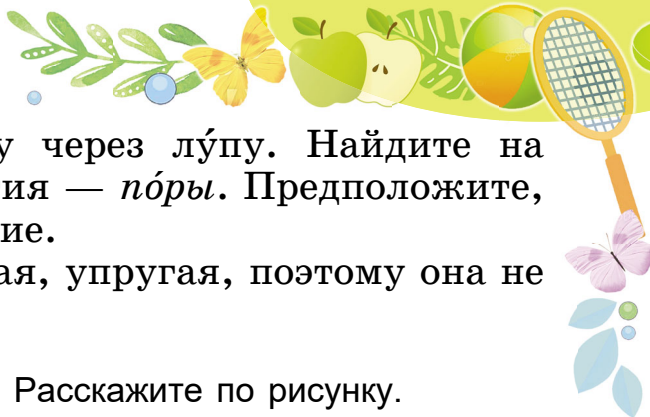 у через лу́пу. Найдите на
ия — по́ры. Предположите,
ие.
ая, упругая, поэтому она не
Расскажите по рисунку.